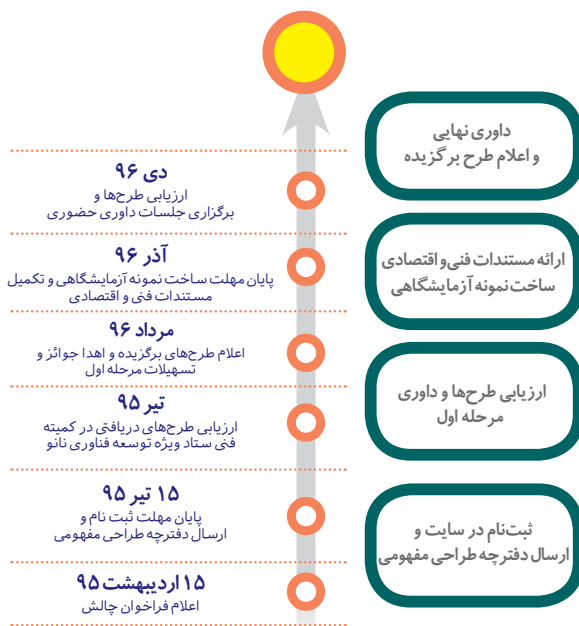 داوری نهایی
و اعلام طرح برگزیده
دی ۹۶
ارزیابی طرح‌ها و
برگزاری جلسات داوری حضوری
ارائه مستندات فنی‌و اقتصادی
ساخت نمونه آزمایشگاهی
آذر ۹۶
پایان مهلت ساخت نمونه آزمایشگاهی و تکمیل
مستندات فنی و اقتصادی
مرداد ۹۶
اعلام طرح‌های برگزیده و اهدا جوائز و
تسهیلات مرحله اول
ارزیابی طرح‌ها و داوری
مرحله اول
تیر ۹۵
ارزیابی طرح‌های دریافتی در کمیته
فنی ستاد ویژه توسعه فناوری نانو
ثبت‌نام در سایت و
ارسال دفترچه طراحی مفهومی
۱۵ تیر ۹۵
پایان مهلت ثبت نام و
ارسال دفترچه طراحی مفهومی
۱۵ اردیبهشت ۹۵
اعلام فراخوان چالش